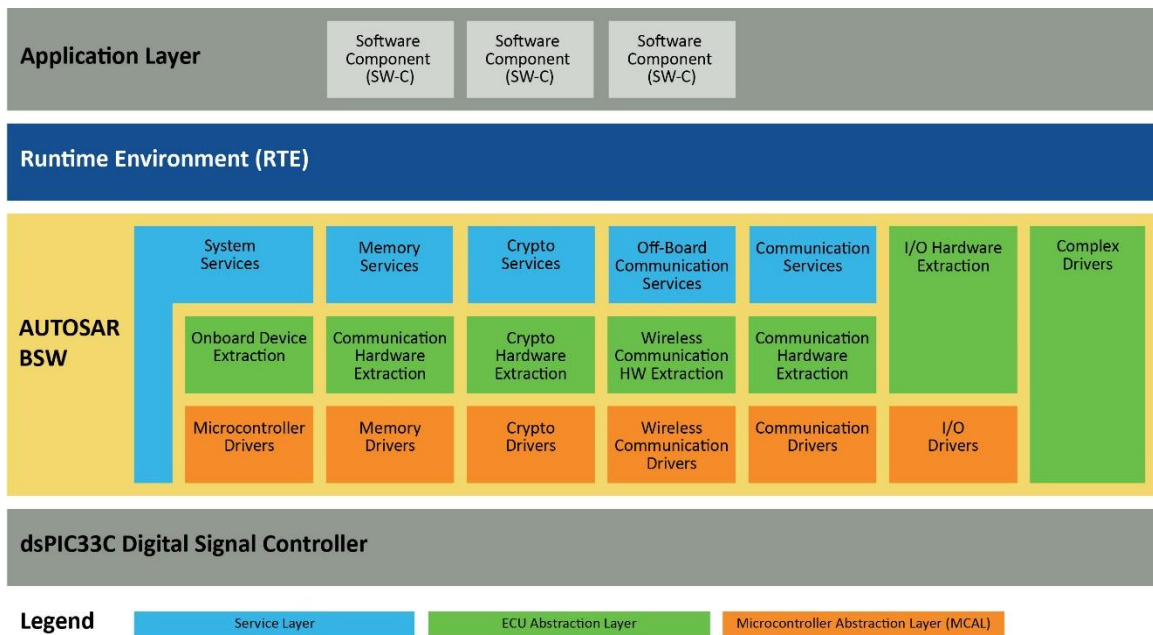 Application Layer
Software
Component
(SW-C)
Software
Component
(SW-C)
Software
Component
(SW-C)
Runtime Environment (RTE)
AUTOSAR
BSW
System
Services
Memory
Services
Crypto
Services
Off-Board
Communication
Services
Communication
Services
I/O Hardware
Extraction
Complex
Drivers
Onboard Device
Extraction
Communication
Hardware
Extraction
Crypto
Hardware
Extraction
Wireless
Communication
HW Extraction
Communication
Hardware
Extraction
Microcontroller
Drivers
Memory
Drivers
Crypto
Drivers
Wireless
Communication
Drivers
Communication
Drivers
I/O
Drivers
dsPIC33C Digital Signal Controller
Legend
Service Layer
ECU Abstraction Layer
Microcontroller Abstraction Layer (MCAL)